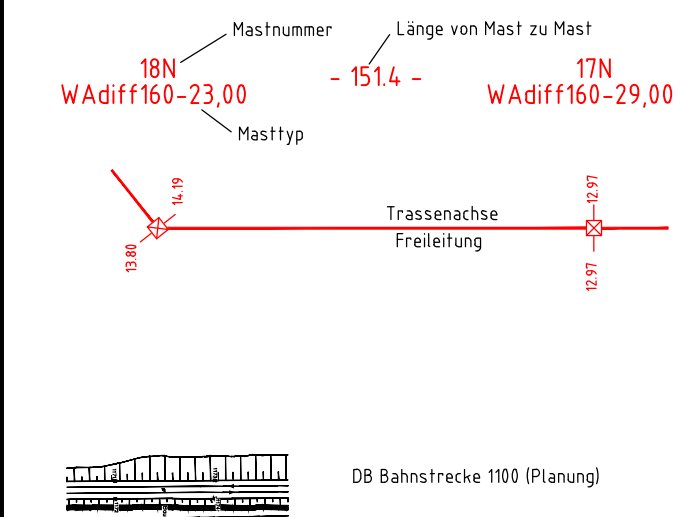 Mastnummer
Länge von Mast zu Mast
18N
- 151.4 -
17N
WAdiff160-23,00
WAdiff160-29,00
Masttyp
14.19
12.97
Trassenachse
Freileitung
13.80
12.97
DB Bahnstrecke 1100 (Planung)